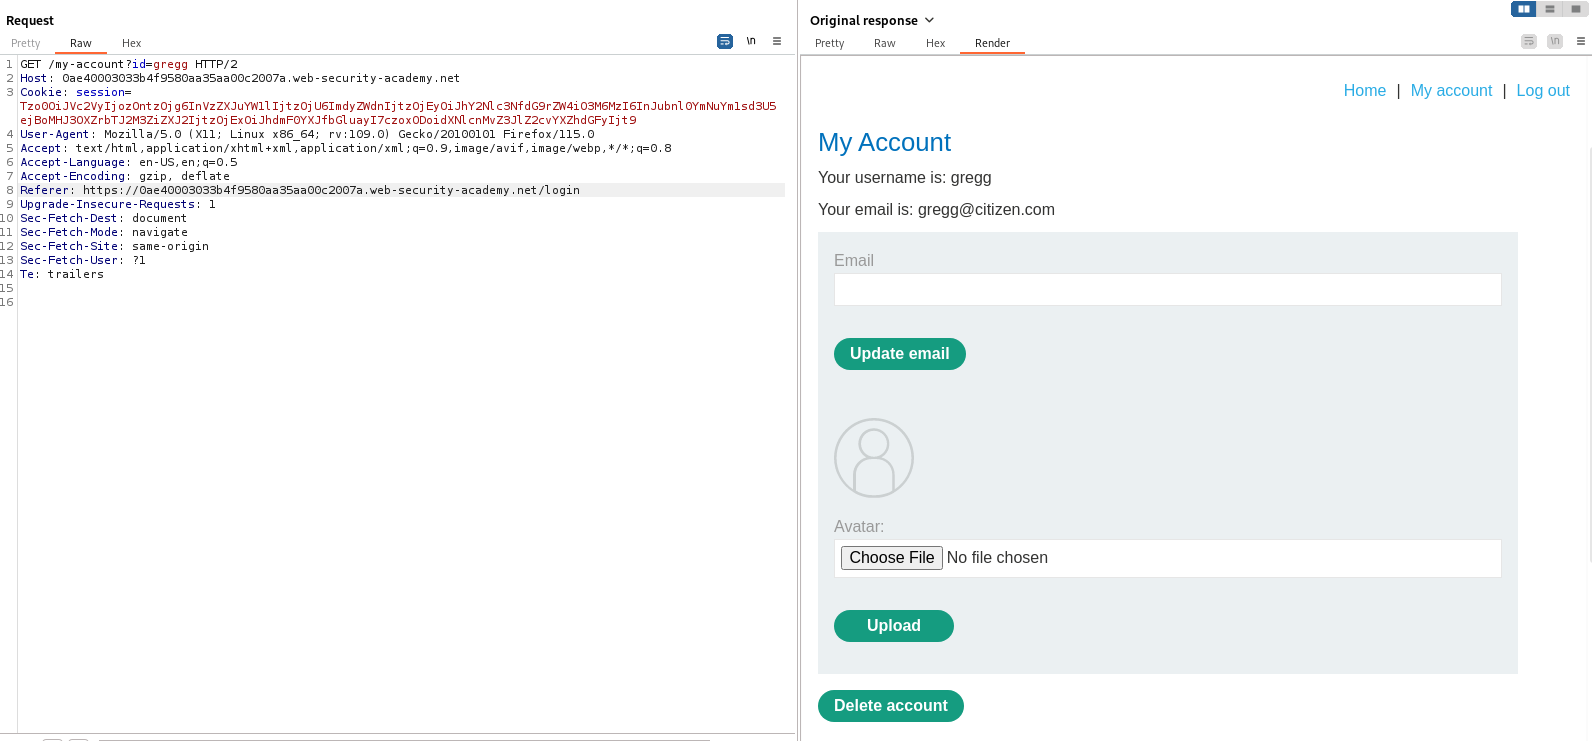 Request
Pretty Raw Hex
\n
1 GET /my-account?id=gregg HTTP/2
2 Host: 0ae40003033b4f9580aa35aa00c2007a.web-security-academy.net
3 Cookie: session=
Tzo0OiJVc2VyIjozOntzOjg6InVzZXJuYW1lIjtzOjU6ImdyZWdnIjtzOjEyOiJhY2Nlc3NfdG9rZW4iO3M6MzI6InJubnl0YmNuYm1sd3U5
ejBoMHJ3OXZrbTJ2M3ZiZXJ2IjtzOjExOiJhdmF0YXJfbGluayI7czoxODoidXNlcnMvZ3JlZ2cvYXZhdGFyIjt9
4 User-Agent: Mozilla/5.0 (X11; Linux x86_64; rv:109.0) Gecko/20100101 Firefox/115.0
5 Accept: text/html,application/xhtml+xml,application/xml;q=0.9,image/avif,image/webp,*/*;q=0.8
6 Accept-Language: en-US,en;q=0.5
7 Accept-Encoding: gzip, deflate
8 Referer: https://0ae40003033b4f9580aa35aa00c2007a.web-security-academy.net/login
9 Upgrade-Insecure-Requests: 1
10 Sec-Fetch-Dest: document
11 Sec-Fetch-Mode: navigate
12 Sec-Fetch-Site: same-origin
13 Sec-Fetch-User: ?1
14 Te: trailers
15
16
Original response
Pretty Raw Hex Render
\n
Home | My account | Log out
My Account
Your username is: gregg
Your email is: gregg@citizen.com
Email
Update email
Avatar:
Choose File No file chosen
Upload
Delete account